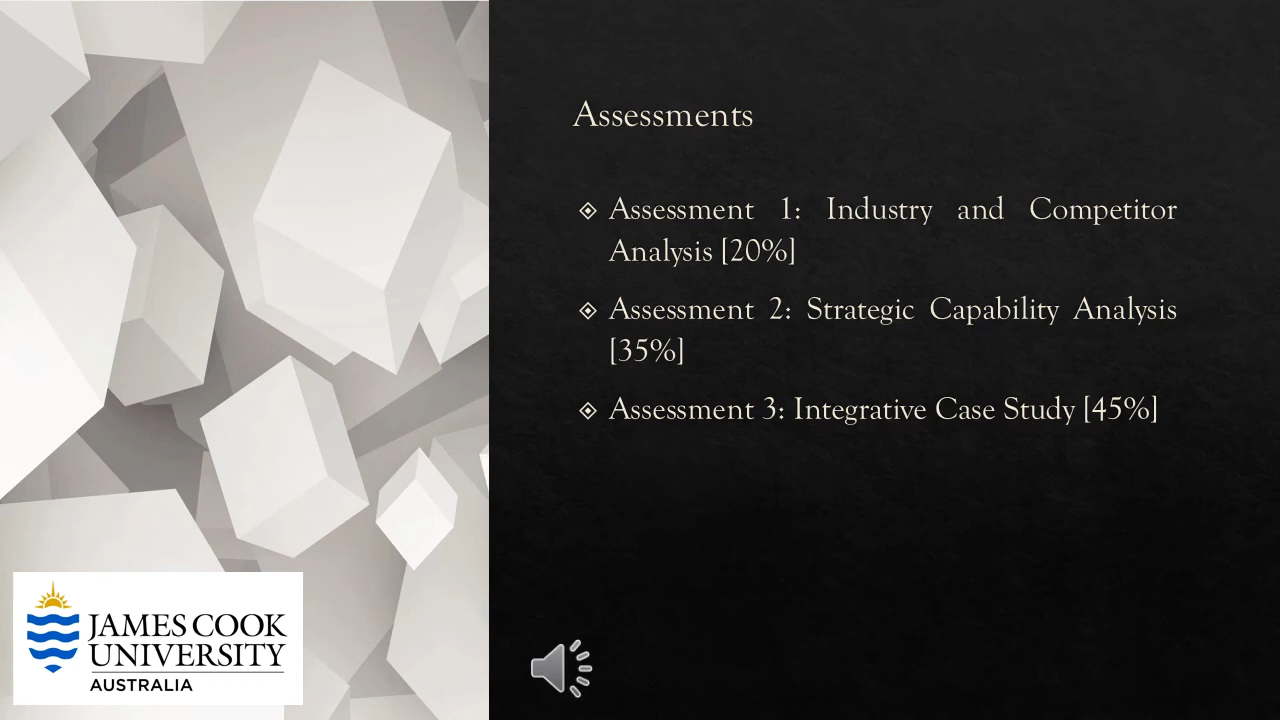 Assessments
Assessment 1: Industry and Competitor
Analysis [20%]
Assessment 2: Strategic Capability Analysis
[35%]
Assessment 3: Integrative Case Study [45%]
JAMES COOK
UNIVERSITY
AUSTRALIA